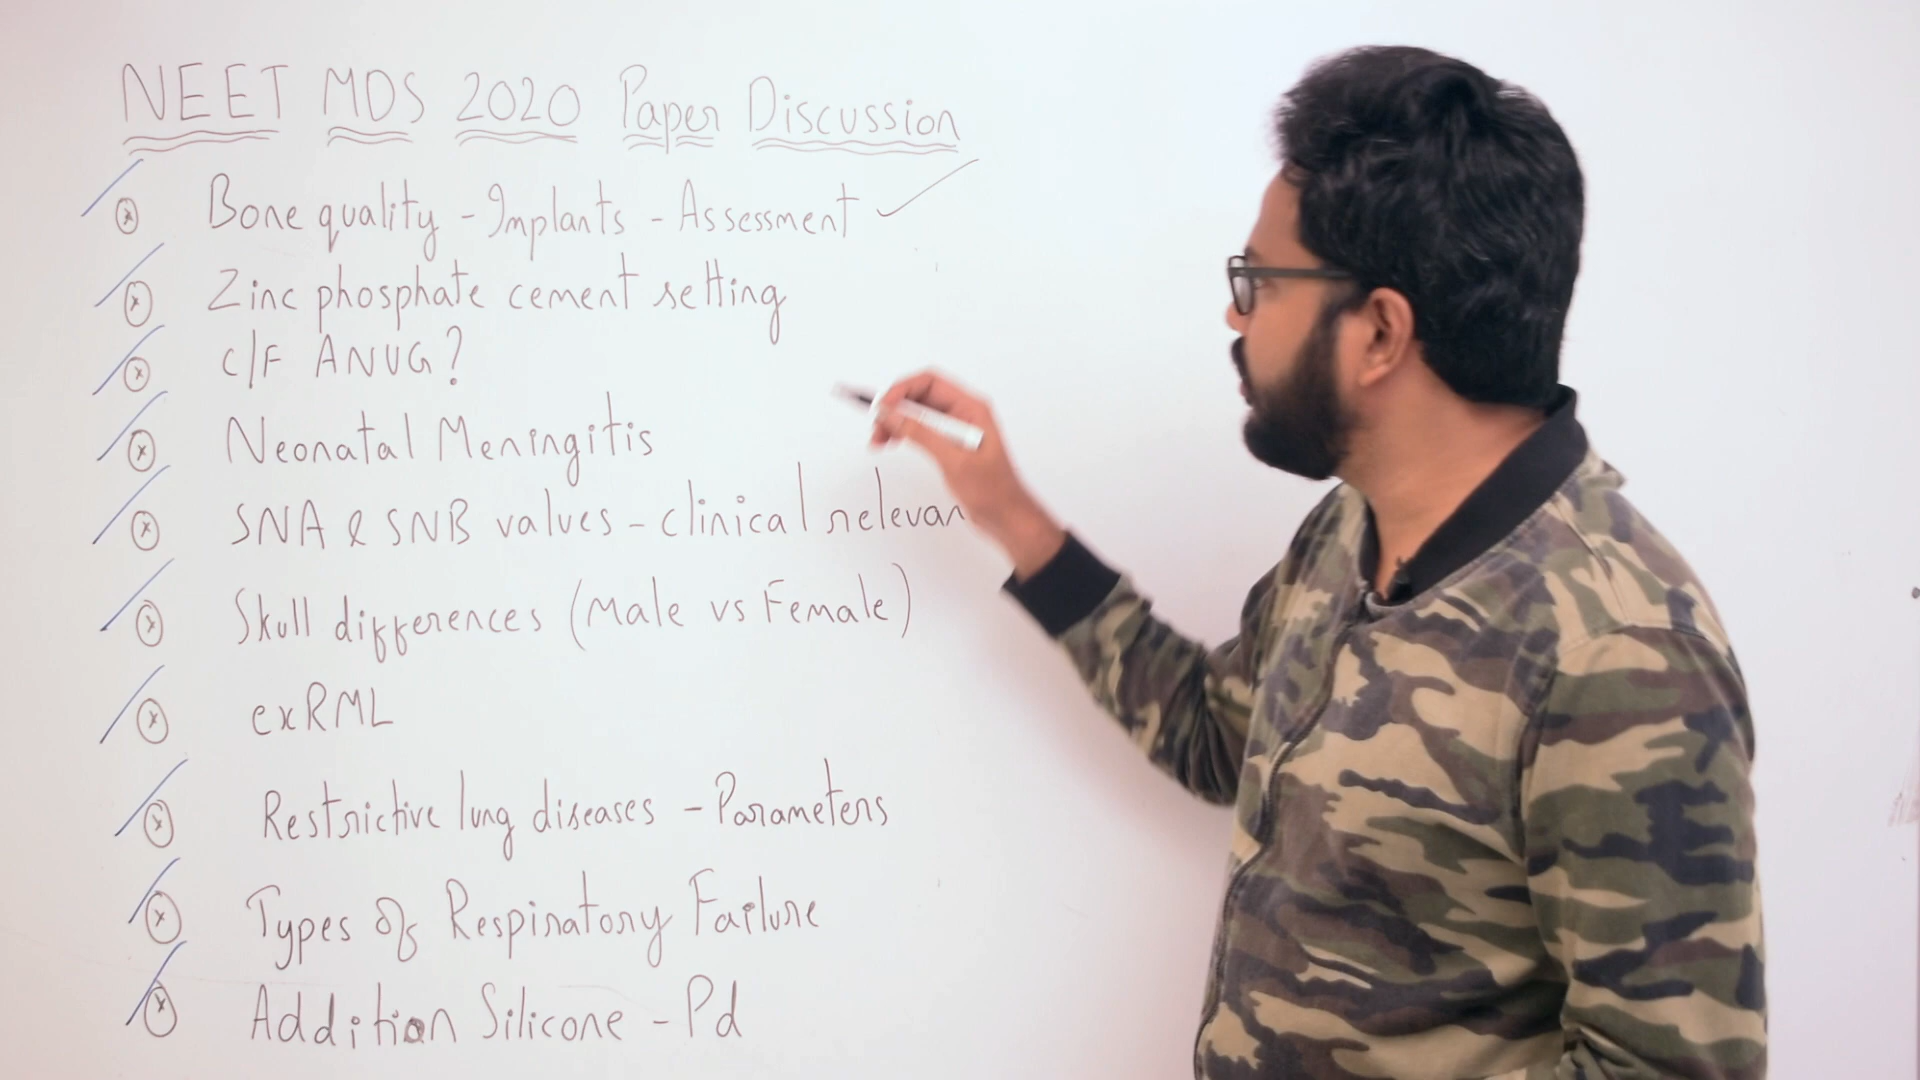 NEET MDS 2020 Paper Discussion
Bone quality - Implants - Assessment
Zinc phosphate cement setting
C/F ANUG?
Neonatal Meningitis
SNA & SNB values - clinical relevan
Skull differences (Male vs Female)
exRML
Restrictive lung diseases - Parameters
Types of Respiratory Failure
Addition Silicone - Pd